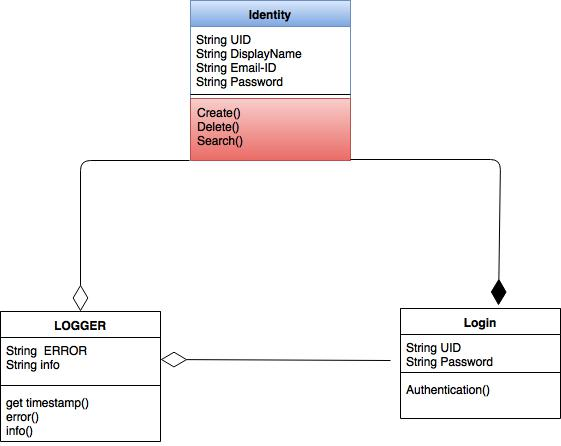 Identity
String UID
String DisplayName
String Email-ID
String Password
Create()
Delete()
Search()
LOGGER
String  ERROR
String info
get timestamp()
error()
info()
Login
String UID
String Password
Authentication()